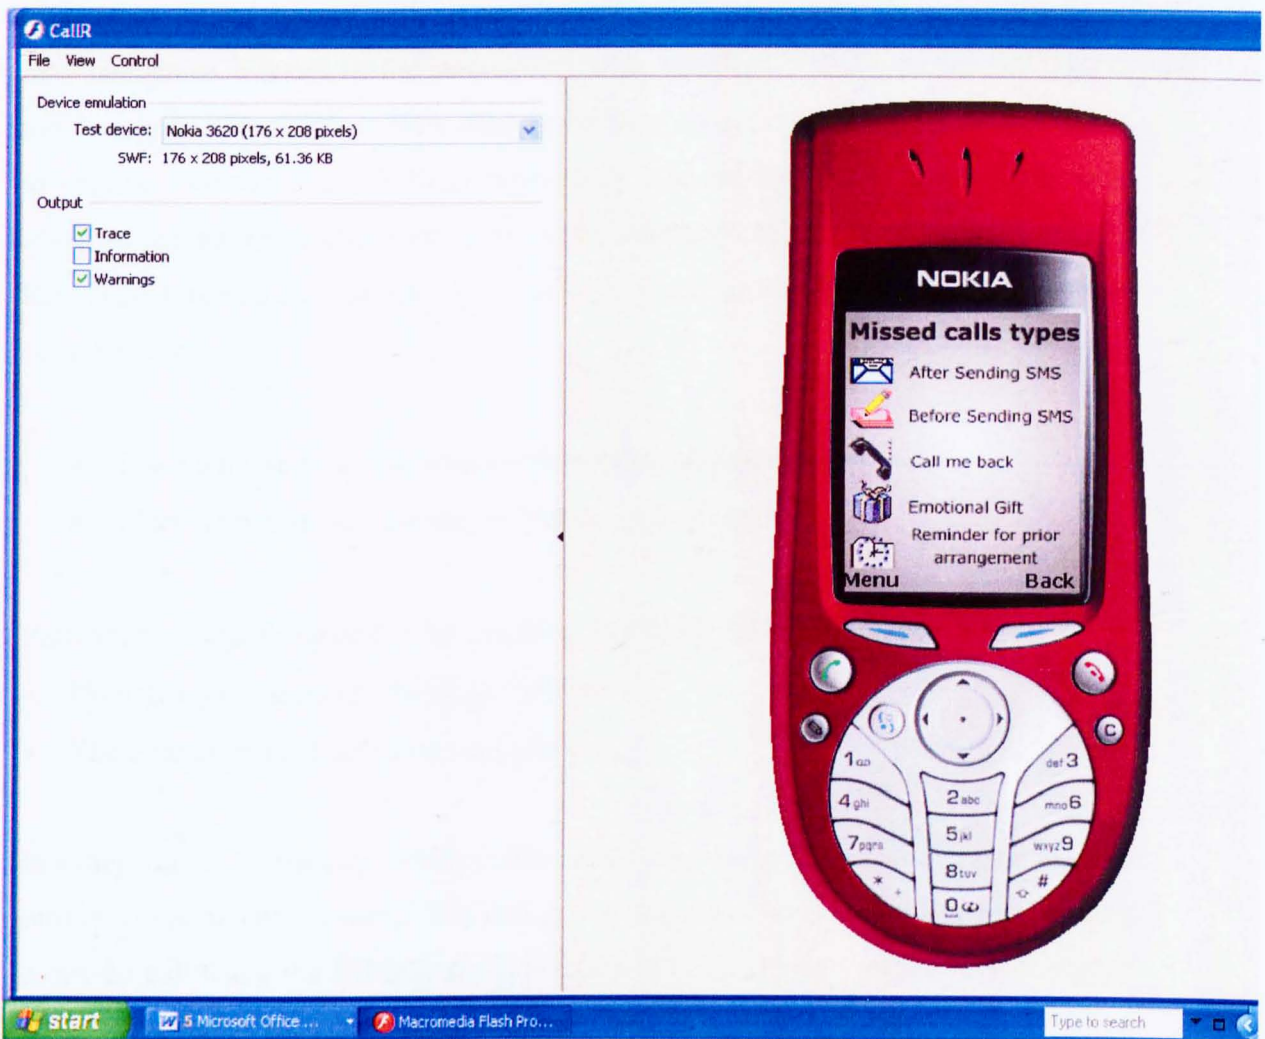 CallR
File View Control
Device emulation
Test device: Nokia 3620 (176 x 208 pixels)
SWF: 176 x 208 pixels, 61.36 KB
Output
Trace
Information
Warnings
NOKIA
Missed calls types
After Sending SMS
Before Sending SMS
Call me back
Emotional Gift
Reminder for prior
arrangement
Menu Back
C
1 def 3
4 ghi 2 abc mno 6
7 pqrs 5 jkl wxyz 9
* + 8 tuv #
0
start 5 Microsoft Office ... Macromedia Flash Pro... Type to search